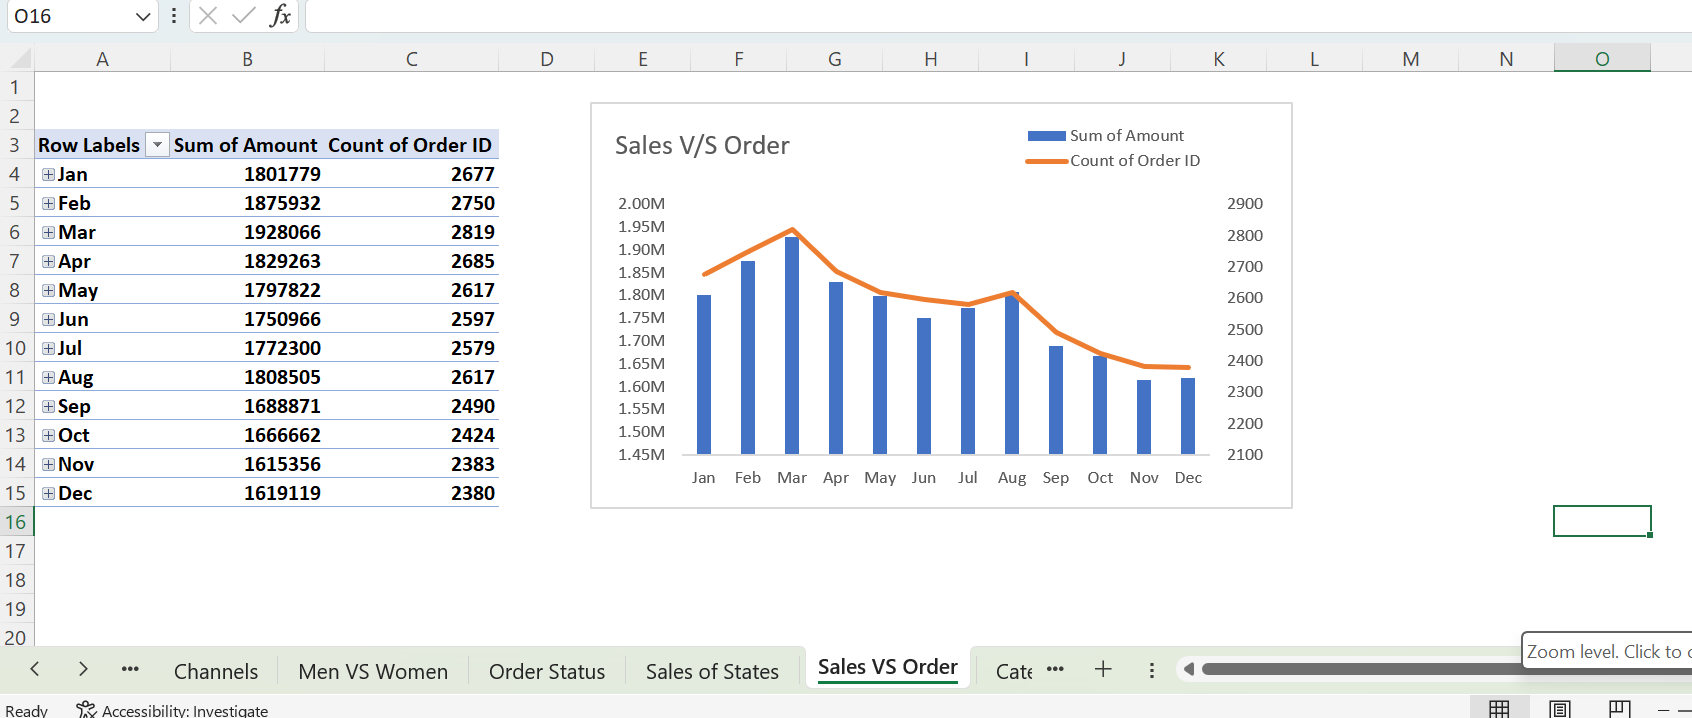 O16
fx
A B C D E F G H I J K L M N O
1
2
3 Row Labels Sum of Amount Count of Order ID
4 Jan 1801779 2677
5 Feb 1875932 2750
6 Mar 1928066 2819
7 Apr 1829263 2685
8 May 1797822 2617
9 Jun 1750966 2597
10 Jul 1772300 2579
11 Aug 1808505 2617
12 Sep 1688871 2490
13 Oct 1666662 2424
14 Nov 1615356 2383
15 Dec 1619119 2380
16
17
18
19
20
Sales V/S Order
Sum of Amount
Count of Order ID
2.00M
1.95M
1.90M
1.85M
1.80M
1.75M
1.70M
1.65M
1.60M
1.55M
1.50M
1.45M
2900
2800
2700
2600
2500
2400
2300
2200
2100
Jan Feb Mar Apr May Jun Jul Aug Sep Oct Nov Dec
Zoom level. Click to
Channels Men VS Women Order Status Sales of States Sales VS Order Cate
Ready Accessibility: Investigate